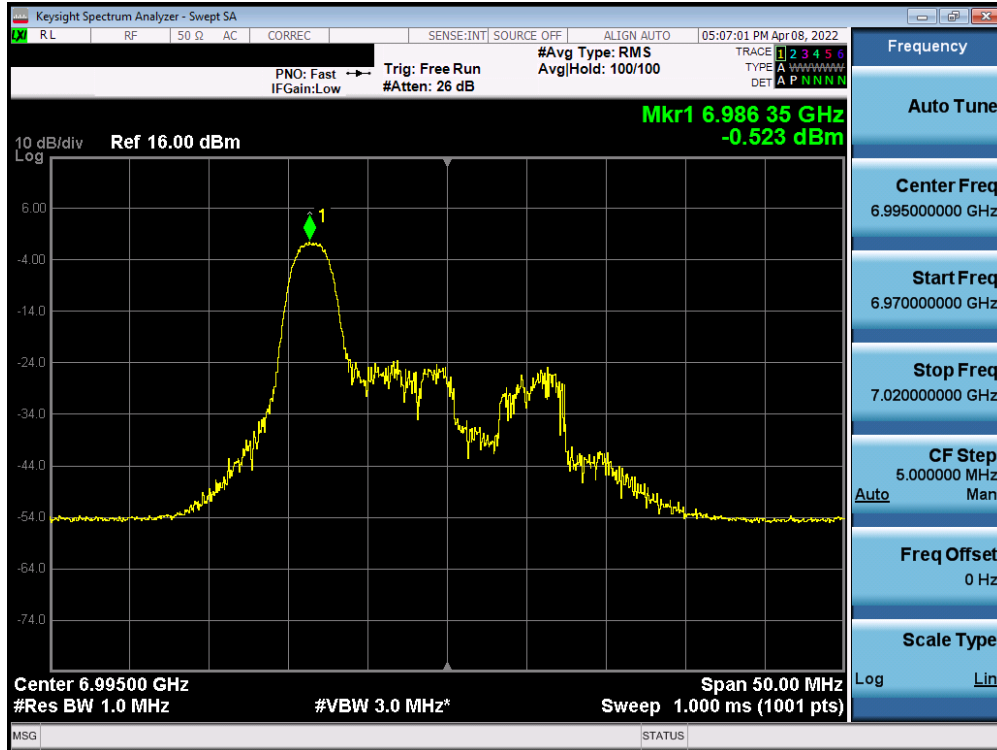 Keysight Spectrum Analyzer - Swept SA
LXI RL RF 50 Ω AC CORREC SENSE:INT SOURCE OFF ALIGN AUTO 05:07:01 PM Apr 08, 2022
PNO: Fast
IFGain:Low
Trig: Free Run
#Atten: 26 dB
#Avg Type: RMS
Avg|Hold: 100/100
TRACE 1 2 3 4 5 6
TYPE A WWWWW
DET A P N N N N
Mkr1 6.986 35 GHz
-0.523 dBm
10 dB/div Ref 16.00 dBm
Log
1
6.00
-4.00
-14.0
-24.0
-34.0
-44.0
-54.0
-64.0
-74.0
Center 6.99500 GHz Span 50.00 MHz
#Res BW 1.0 MHz #VBW 3.0 MHz* Sweep 1.000 ms (1001 pts)
MSG STATUS
Frequency
Auto Tune
Center Freq
6.995000000 GHz
Start Freq
6.970000000 GHz
Stop Freq
7.020000000 GHz
CF Step
5.000000 MHz
Auto Man
Freq Offset
0 Hz
Scale Type
Log Lin